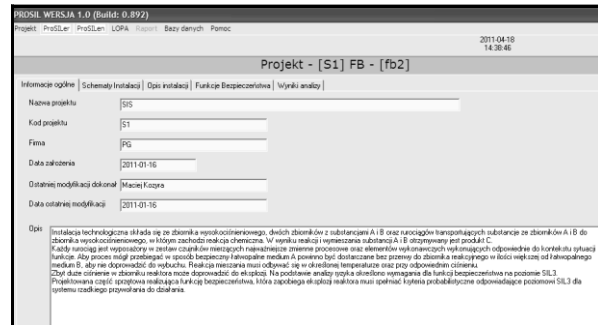 PROSIL WERSJA 1.0 (Build: 0.892)
Projekt ProSILer ProSILen LOPA Raport Bazy danych Pomoc
2011-04-18
14:38:46
Projekt - [S1] FB - [fb2]
Informacje ogólne Schematy Instalacji Opis instalacji Funkcje Bezpieczeństwa Wyniki analizy
Nazwa projektu SIS
Kod projektu S1
Firma PG
Data założenia 2011-01-16
Ostatniej modyfikacji dokonał Maciej Kozyra
Data ostatniej modyfikacji 2011-01-16
Opis Instalacja technologiczna składa się ze zbiornika wysokociśnieniowego, dwóch zbiorników z substancjami A i B oraz rurociągów transportujących substancje ze zbiorników A i B do
zbiornika wysokociśnieniowego, w którym zachodzi reakcja chemiczna. W wyniku reakcji i wymieszania substancji A i B otrzymywany jest produkt C.
Każdy rurociąg jest wyposażony w zestaw czujników mierzących najważniejsze zmienne procesowe oraz elementów wykonawczych wykonujących odpowiednie do kontekstu sytuacji
funkcje. Aby proces mógł przebiegać w sposób bezpieczny łatwopalne medium A powinno być dostarczane bez przerwy do zbiornika reakcyjnego w ilości większej od łatwopalnego
medium B, aby nie doprowadzić do wybuchu. Reakcja mieszania musi odbywać się w określonej temperaturze oraz przy odpowiednim ciśnieniu.
Zbyt duże ciśnienie w zbiorniku reaktora może doprowadzić do eksplozji. Na podstawie analizy ryzyka określono wymagania dla funkcji bezpieczeństwa na poziomie SIL3.
Projektowana część sprzętowa realizująca funkcję bezpieczeństwa, która zapobiega eksplozji reaktora musi spełniać kryteria probabilistyczne odpowiadające poziomowi SIL3 dla
systemu rzadkiego przywołania do działania.